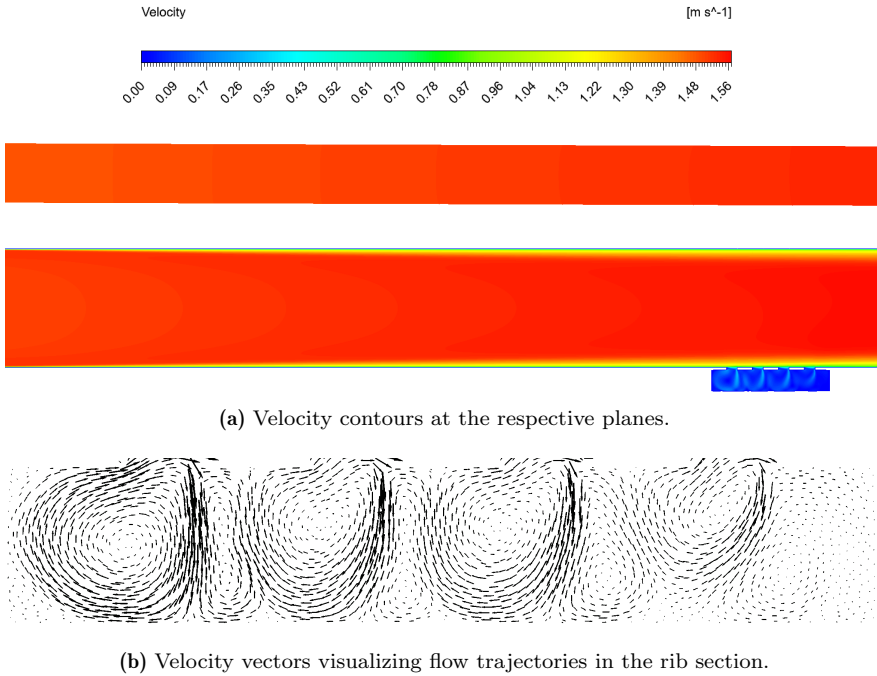 Velocity [m s^-1]
0.00 0.09 0.17 0.26 0.35 0.43 0.52 0.61 0.70 0.78 0.87 0.96 1.04 1.13 1.22 1.30 1.39 1.48 1.56
(a) Velocity contours at the respective planes.
(b) Velocity vectors visualizing flow trajectories in the rib section.